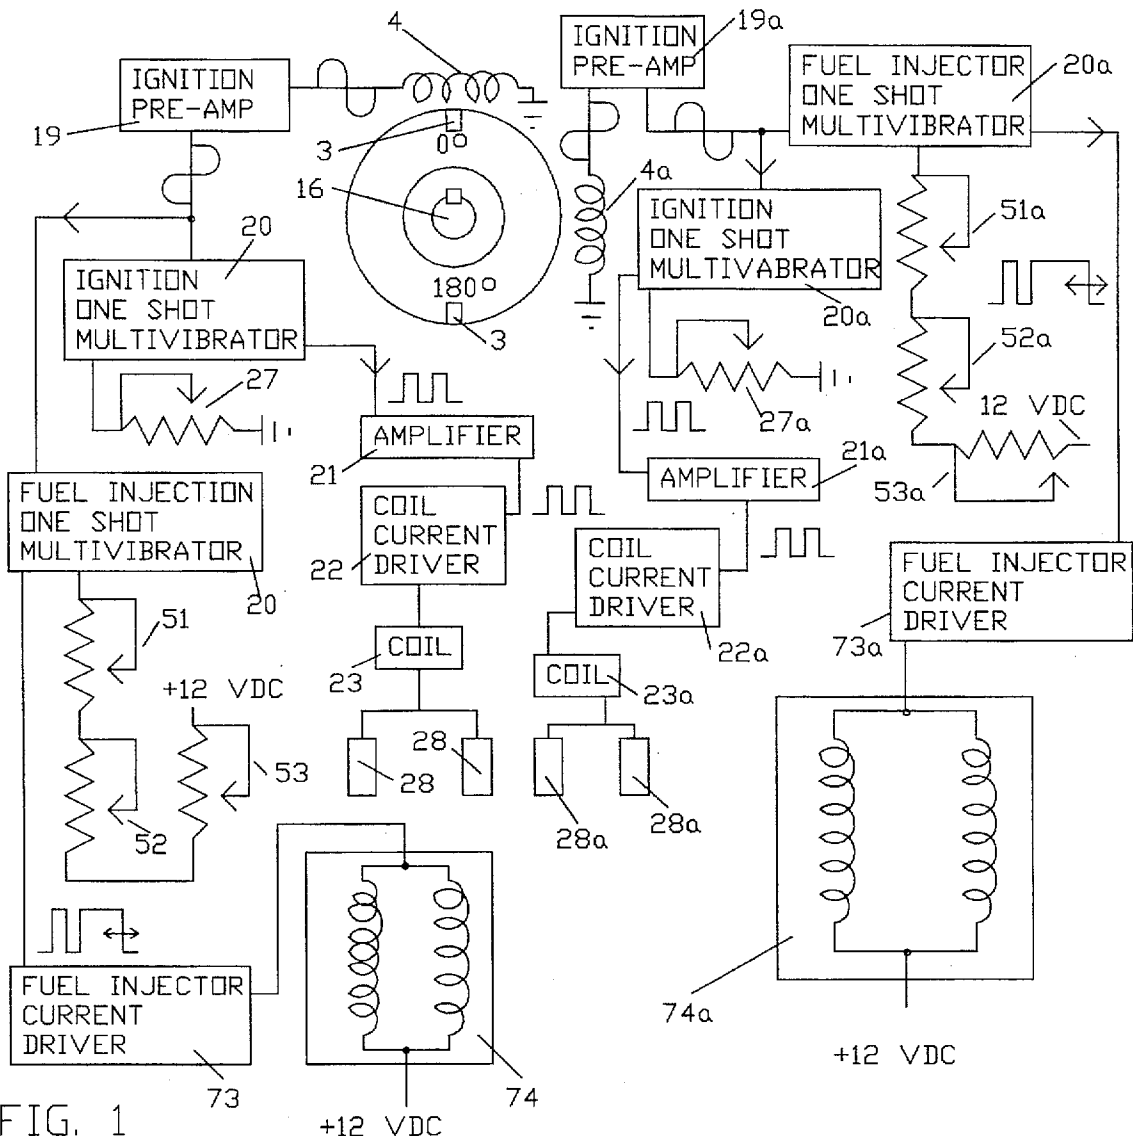 4
19a
IGNITION
PRE-AMP
IGNITION
PRE-AMP
FUEL INJECTOR
ONE SHOT
MULTIVIBRATOR
20a
19
3
0°
16
4a
IGNITION
ONE SHOT
MULTIVABRATOR
51a
20
IGNITION
ONE SHOT
MULTIVIBRATOR
180°
3
20a
52a
27
27a
12 VDC
AMPLIFIER
21
21a
AMPLIFIER
53a
FUEL INJECTION
ONE SHOT
MULTIVIBRATOR
COIL
CURRENT
DRIVER
22
COIL
CURRENT
DRIVER
FUEL INJECTOR
CURRENT
DRIVER
20
51
COIL
23
22a
73a
+12 VDC
COIL
23a
28
28
53
52
28a
28a
FUEL INJECTOR
CURRENT
DRIVER
74a
+12 VDC
73
74
FIG. 1
+12 VDC